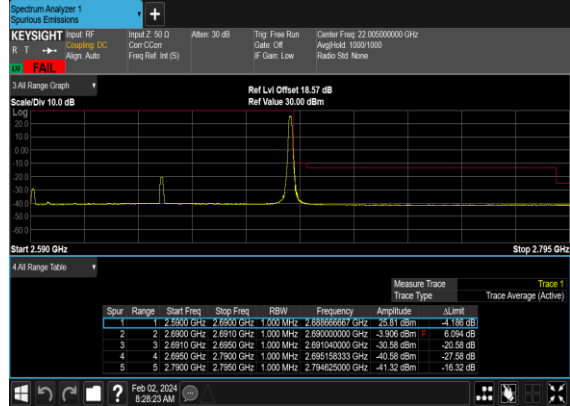 Spectrum Analyzer 1
Spurious Emissions
+
KEYSIGHT Input: RF Input Z: 50 Ω Atten: 30 dB Trig: Free Run Center Freq: 22.005000000 GHz
R T Coupling: DC Corr CCorr Gate: Off Avg|Hold: 1000/1000
Align: Auto Freq Ref: Int (S) IF Gain: Low Radio Std: None
LV FAIL
3 All Range Graph
Ref Lvl Offset 18.57 dB
Scale/Div 10.0 dB Ref Value 30.00 dBm
Log
20.0
10.0
0.00
-10.0
-20.0
-30.0
-40.0
-50.0
-60.0
Start 2.590 GHz Stop 2.795 GHz
4 All Range Table
Measure Trace Trace 1
Trace Type Trace Average (Active)
Spur Range Start Freq Stop Freq RBW Frequency Amplitude ΔLimit
1 1 2.5900 GHz 2.6900 GHz 1.000 MHz 2.688666667 GHz 25.81 dBm -4.186 dB
2 2 2.6900 GHz 2.6910 GHz 1.000 MHz 2.690000000 GHz -3.906 dBm F 6.094 dB
3 3 2.6910 GHz 2.6950 GHz 1.000 MHz 2.691040000 GHz -30.58 dBm -20.58 dB
4 4 2.6950 GHz 2.7900 GHz 1.000 MHz 2.695158333 GHz -40.58 dBm -27.58 dB
5 5 2.7900 GHz 2.7950 GHz 1.000 MHz 2.794625000 GHz -41.32 dBm -16.32 dB
? Feb 02, 2024
8:28:23 AM